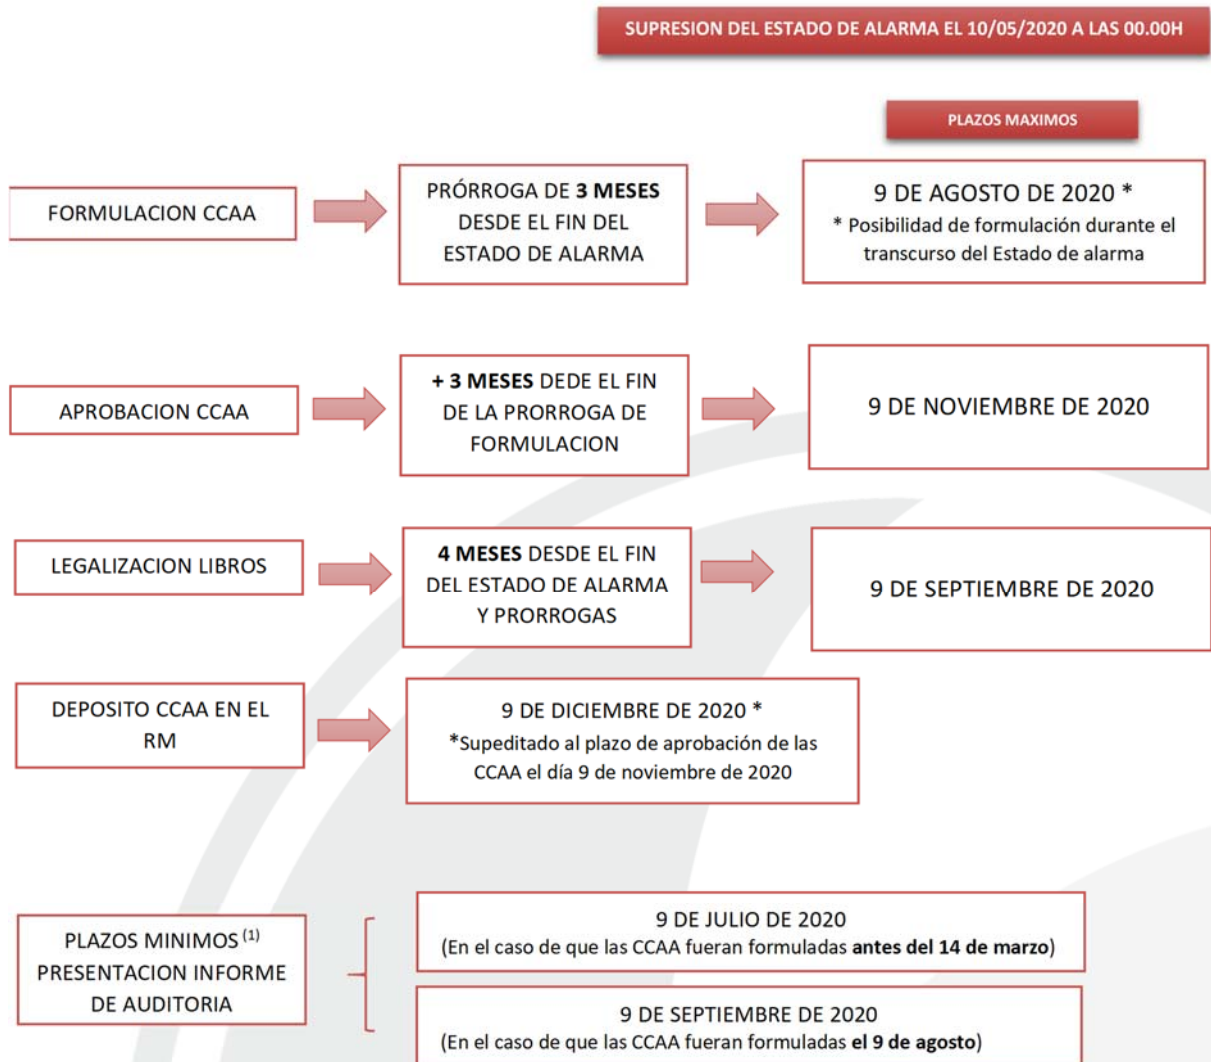 SUPRESION DEL ESTADO DE ALARMA EL 10/05/2020 A LAS 00.00H
PLAZOS MAXIMOS
FORMULACION CCAA
PRÓRROGA DE 3 MESES
DESDE EL FIN DEL
ESTADO DE ALARMA
9 DE AGOSTO DE 2020 *
* Posibilidad de formulación durante el
transcurso del Estado de alarma
APROBACION CCAA
+ 3 MESES DEDE EL FIN
DE LA PRORROGA DE
FORMULACION
9 DE NOVIEMBRE DE 2020
LEGALIZACION LIBROS
4 MESES DESDE EL FIN
DEL ESTADO DE ALARMA
Y PRORROGAS
9 DE SEPTIEMBRE DE 2020
DEPOSITO CCAA EN EL
RM
9 DE DICIEMBRE DE 2020 *
*Supeditado al plazo de aprobación de las
CCAA el día 9 de noviembre de 2020
PLAZOS MINIMOS (1)
PRESENTACION INFORME
DE AUDITORIA
9 DE JULIO DE 2020
(En el caso de que las CCAA fueran formuladas antes del 14 de marzo)
9 DE SEPTIEMBRE DE 2020
(En el caso de que las CCAA fueran formuladas el 9 de agosto)